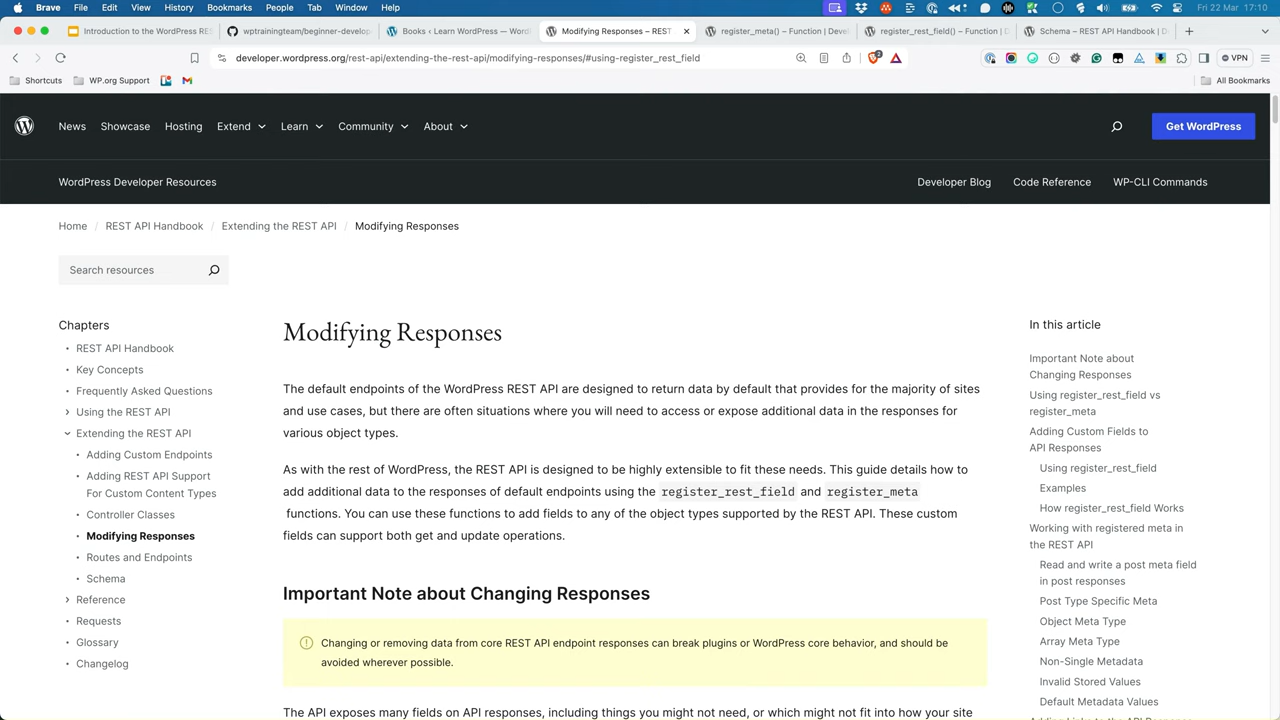 Brave File Edit View History Bookmarks People Tab Window Help Fri 22 Mar 17:10
Introduction to the WordPress RES
wptrainingteam/beginner-develop
Books ‹ Learn WordPress — Word
Modifying Responses – REST
register_meta() – Function | Deve
register_rest_field() – Function | D
Schema – REST API Handbook | D
developer.wordpress.org/rest-api/extending-the-rest-api/modifying-responses/#using-register_rest_field
2
VPN
Shortcuts WP.org Support All Bookmarks
News Showcase Hosting Extend Learn Community About
Get WordPress
WordPress Developer Resources Developer Blog Code Reference WP-CLI Commands
Home / REST API Handbook / Extending the REST API / Modifying Responses
Search resources
Chapters
REST API Handbook
Key Concepts
Frequently Asked Questions
Using the REST API
Extending the REST API
Adding Custom Endpoints
Adding REST API Support
For Custom Content Types
Controller Classes
Modifying Responses
Routes and Endpoints
Schema
Reference
Requests
Glossary
Changelog
Modifying Responses
The default endpoints of the WordPress REST API are designed to return data by default that provides for the majority of sites
and use cases, but there are often situations where you will need to access or expose additional data in the responses for
various object types.
As with the rest of WordPress, the REST API is designed to be highly extensible to fit these needs. This guide details how to
add additional data to the responses of default endpoints using the register_rest_field and register_meta
functions. You can use these functions to add fields to any of the object types supported by the REST API. These custom
fields can support both get and update operations.
Important Note about Changing Responses
Changing or removing data from core REST API endpoint responses can break plugins or WordPress core behavior, and should be
avoided wherever possible.
The API exposes many fields on API responses, including things you might not need, or which might not fit into how your site
In this article
Important Note about
Changing Responses
Using register_rest_field vs
register_meta
Adding Custom Fields to
API Responses
Using register_rest_field
Examples
How register_rest_field Works
Working with registered meta in
the REST API
Read and write a post meta field
in post responses
Post Type Specific Meta
Object Meta Type
Array Meta Type
Non-Single Metadata
Invalid Stored Values
Default Metadata Values